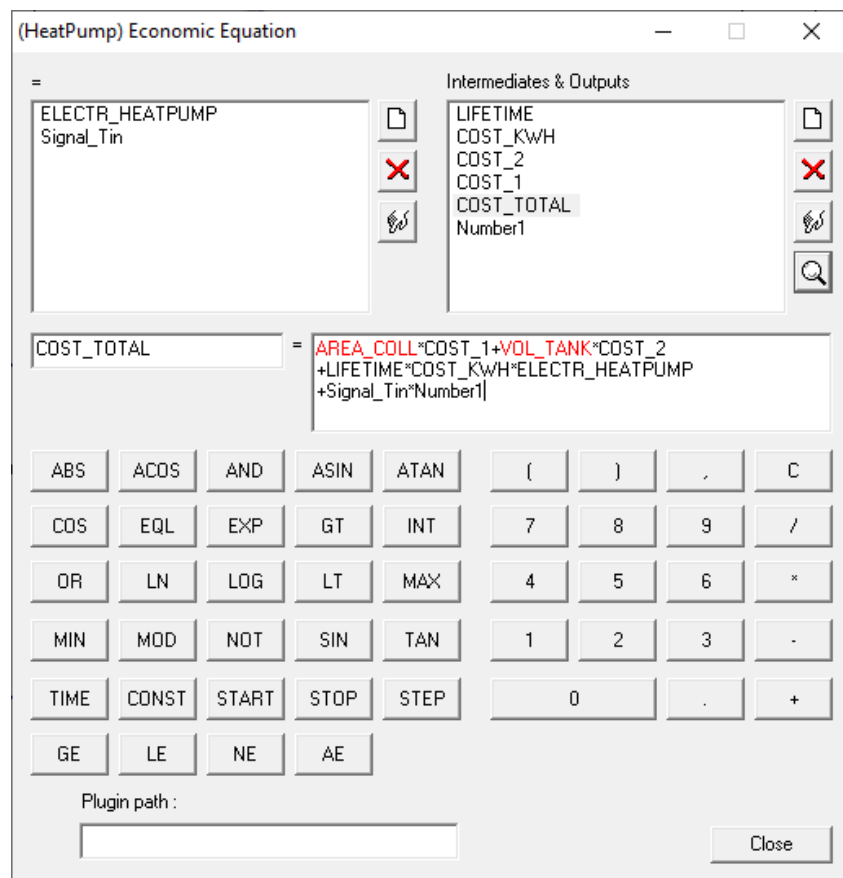 (HeatPump) Economic Equation
=
Intermediates & Outputs
ELECTR_HEATPUMP
Signal_Tin
LIFETIME
COST_KWH
COST_2
COST_1
COST_TOTAL
Number1
COST_TOTAL
=
AREA_COLL*COST_1+VOL_TANK*COST_2
+LIFETIME*COST_KWH*ELECTR_HEATPUMP
+Signal_Tin*Number1
ABS ACOS AND ASIN ATAN ( ) , C
COS EQL EXP GT INT 7 8 9 /
OR LN LOG LT MAX 4 5 6 *
MIN MOD NOT SIN TAN 1 2 3 -
TIME CONST START STOP STEP 0 . +
GE LE NE AE
Plugin path :
Close